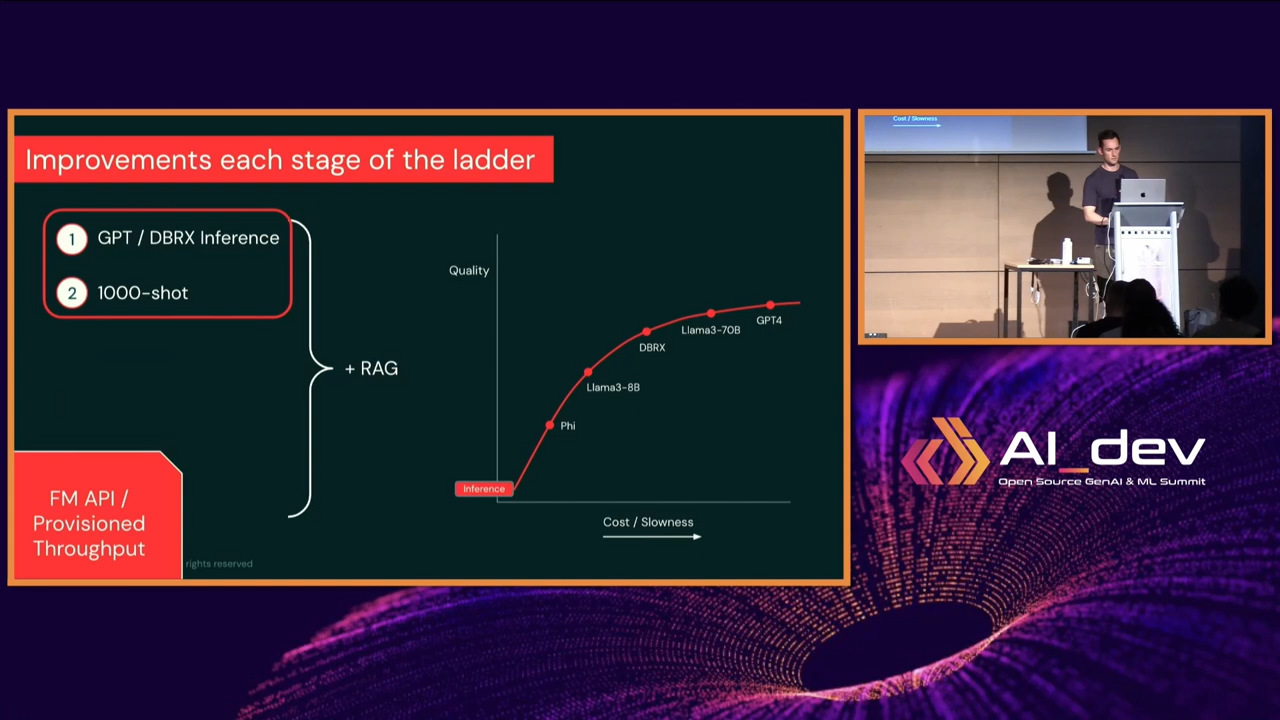 Improvements each stage of the ladder
1 GPT / DBRX Inference
2 1000-shot
+ RAG
FM API /
Provisioned
Throughput
rights reserved
Quality
GPT4
Llama3-70B
DBRX
Llama3-8B
Phi
Inference
Cost / Slowness
Cost / Slowness
AI_dev
Open Source GenAI & ML Summit